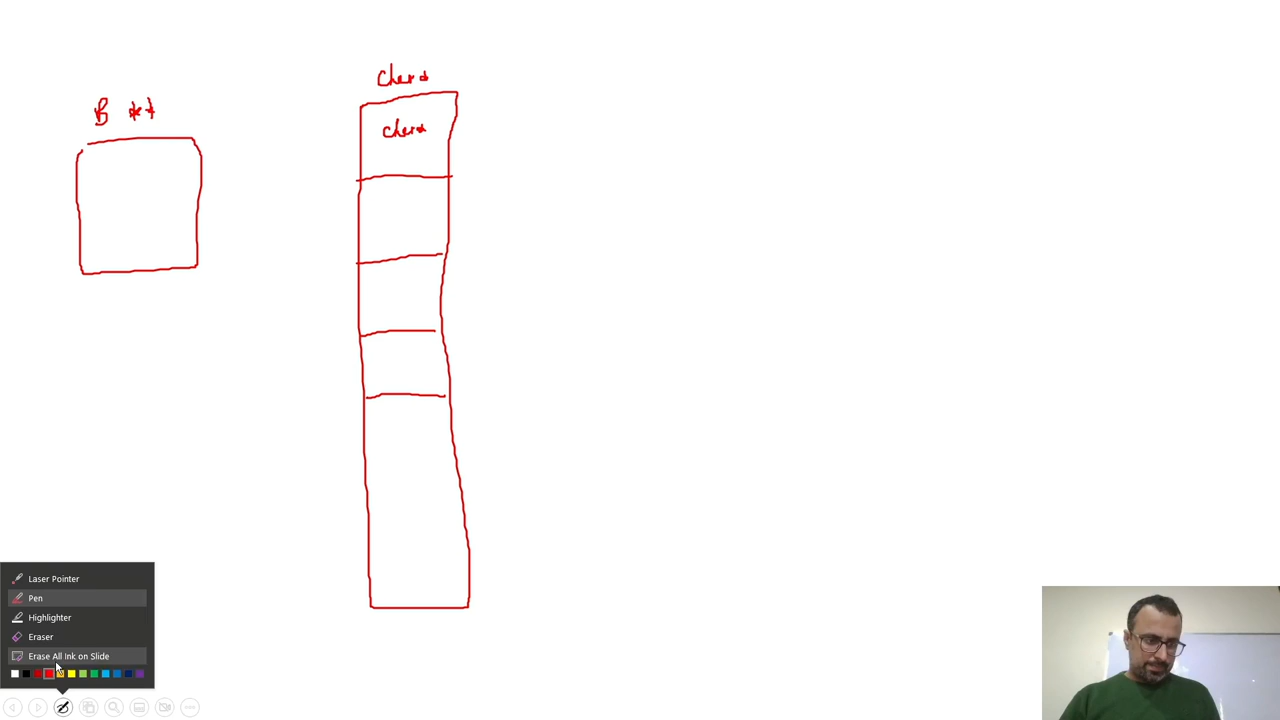 char*
B **
char*
Laser Pointer
Pen
Highlighter
Eraser
Erase All Ink on Slide